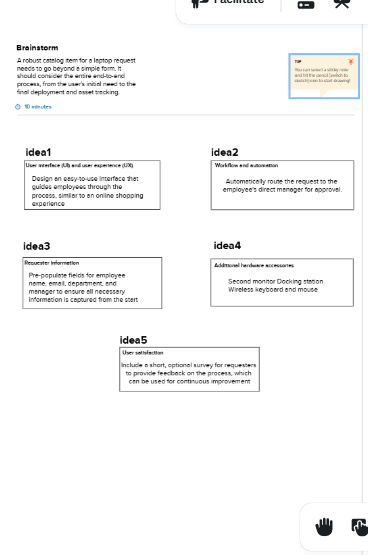 Facilitate
Brainstorm
A robust catalog item for a laptop request
needs to go beyond a simple form. It
should consider the entire end-to-end
process, from the user's initial need to the
final deployment and asset tracking.
10 minutes
TIP
You can select a sticky note
and hit the pencil [switch to
sketch] icon to start drawing!
idea1
User interface (UI) and user experience (UX)
Design an easy-to-use interface that
guides employees through the
process, similar to an online shopping
experience
idea2
Workflow and automation
Automatically route the request to the
employee's direct manager for approval.
idea3
Requester information
Pre-populate fields for employee
name, email, department, and
manager to ensure all necessary
information is captured from the start
idea4
Additional hardware accessories
Second monitor Docking station
Wireless keyboard and mouse
idea5
User satisfaction
Include a short, optional survey for requesters
to provide feedback on the process, which
can be used for continuous improvement